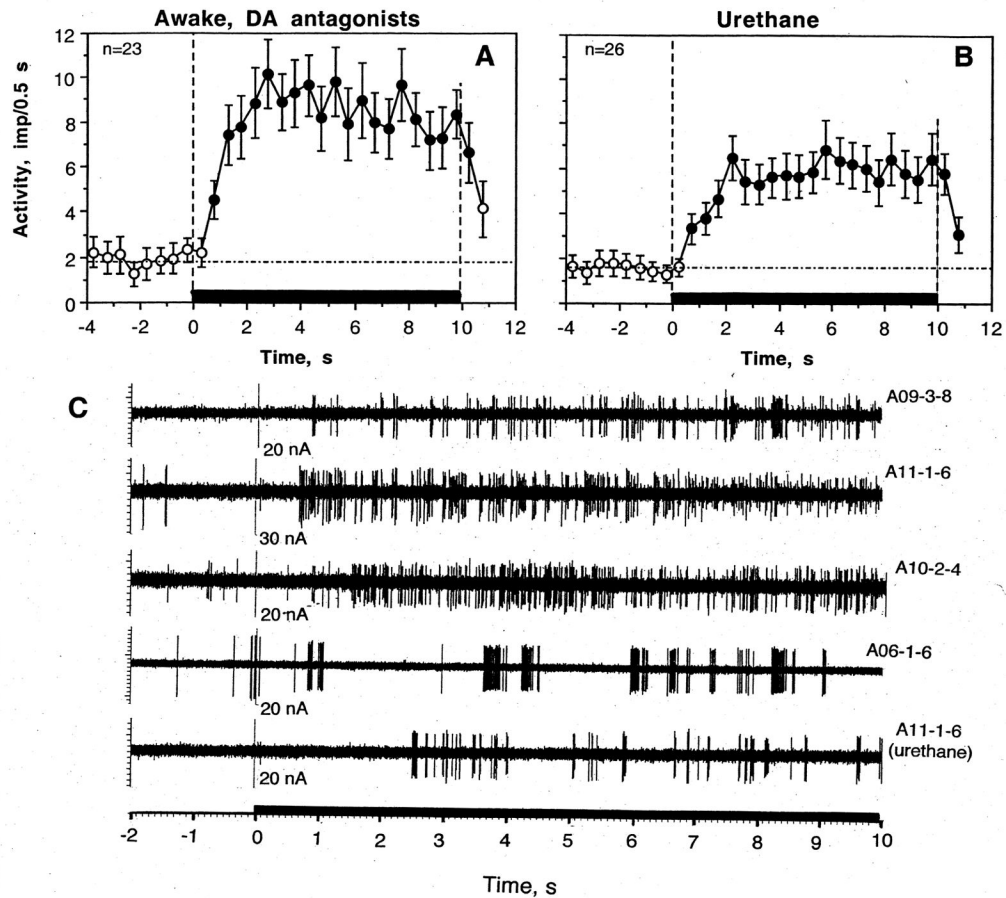 Awake, DA antagonists
Urethane
Activity, imp/0.5 s
12
10
8
6
4
2
0
n=23
A
-4
-2
0
2
4
6
8
10
12
Time, s
n=26
B
-4
-2
0
2
4
6
8
10
12
Time, s
C
A09-3-8
20 nA
A11-1-6
30 nA
A10-2-4
20 nA
A06-1-6
20 nA
A11-1-6
(urethane)
20 nA
-2
-1
0
1
2
3
4
5
6
7
8
9
10
Time, s